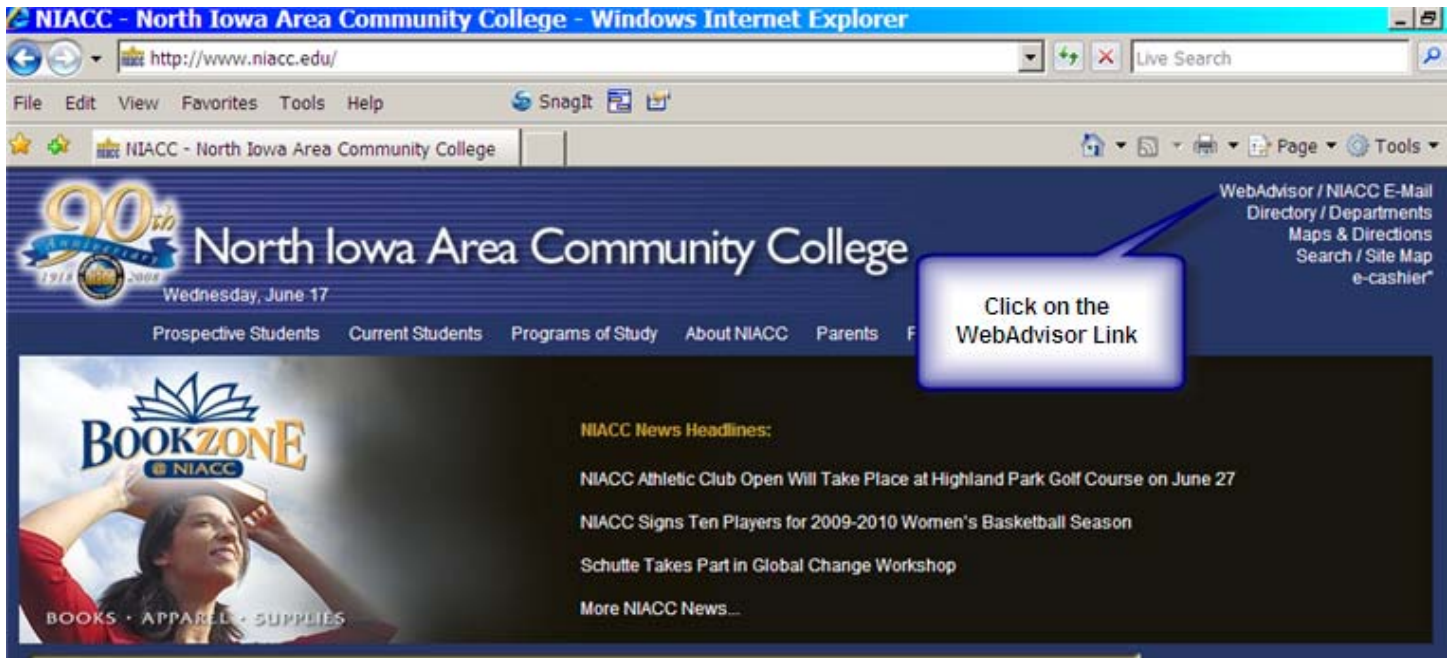 NIACC - North Iowa Area Community College - Windows Internet Explorer
http://www.niacc.edu/
Live Search
File Edit View Favorites Tools Help
SnagIt
NIACC - North Iowa Area Community College
Page
Tools
WebAdvisor / NIACC E-Mail
Directory / Departments
Maps & Directions
Search / Site Map
e-cashier"
90th
Anniversary
1918 2008
North Iowa Area Community College
Wednesday, June 17
Click on the
WebAdvisor Link
Prospective Students Current Students Programs of Study About NIACC Parents
BOOKZONE
@ NIACC
BOOKS · APPAREL · SUPPLIES
NIACC News Headlines:
NIACC Athletic Club Open Will Take Place at Highland Park Golf Course on June 27
NIACC Signs Ten Players for 2009-2010 Women's Basketball Season
Schutte Takes Part in Global Change Workshop
More NIACC News...